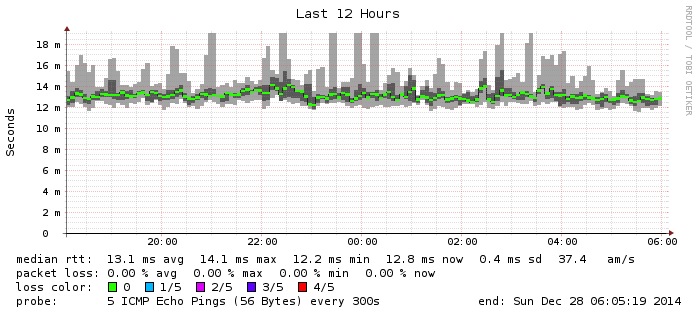 Last 12 Hours
RRDTOOL / TOBI OETIKER
Seconds
18 m
16 m
14 m
12 m
10 m
8 m
6 m
4 m
2 m
0
20:00 22:00 00:00 02:00 04:00 06:00
median rtt: 13.1 ms avg 14.1 ms max 12.2 ms min 12.8 ms now 0.4 ms sd 37.4 am/s
packet loss: 0.00 % avg 0.00 % max 0.00 % min 0.00 % now
loss color: 0 1/5 2/5 3/5 4/5
probe: 5 ICMP Echo Pings (56 Bytes) every 300s end: Sun Dec 28 06:05:19 2014